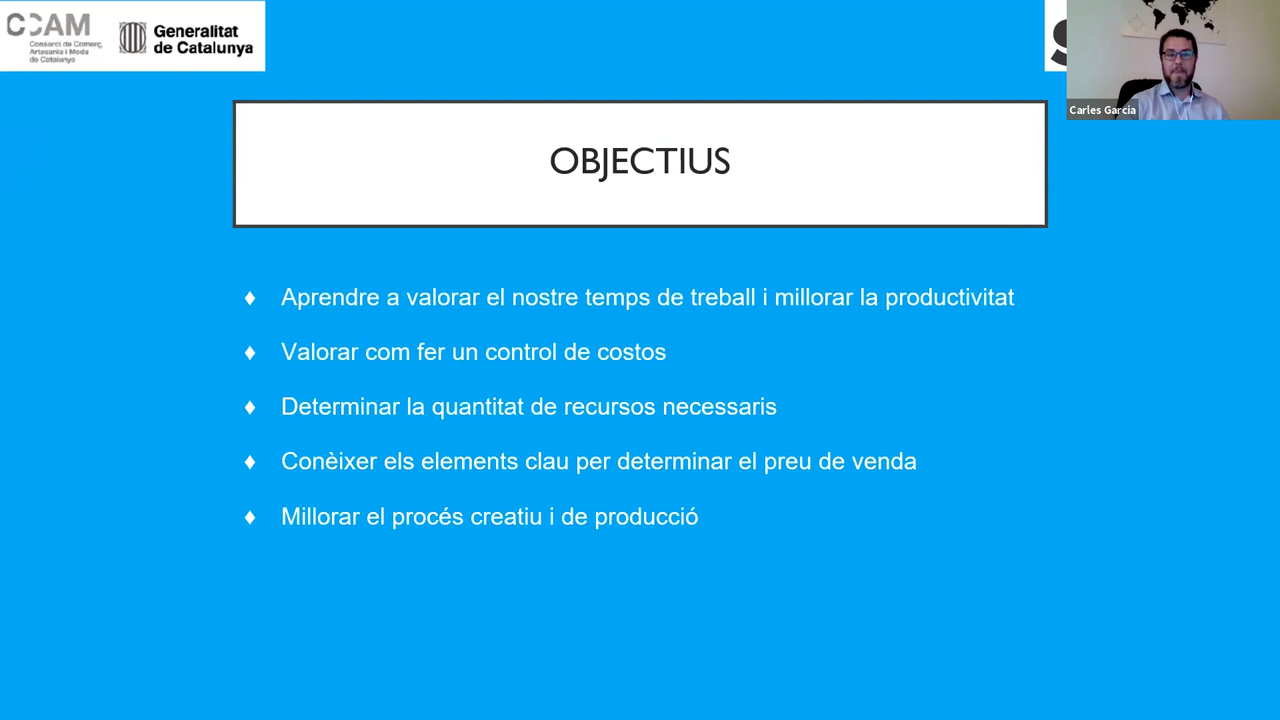 CCAM
Consorci de Comerç,
Artesania i Moda
de Catalunya
Generalitat
de Catalunya
Carles García
OBJECTIUS
♦ Aprendre a valorar el nostre temps de treball i millorar la productivitat
♦ Valorar com fer un control de costos
♦ Determinar la quantitat de recursos necessaris
♦ Conèixer els elements clau per determinar el preu de venda
♦ Millorar el procés creatiu i de producció